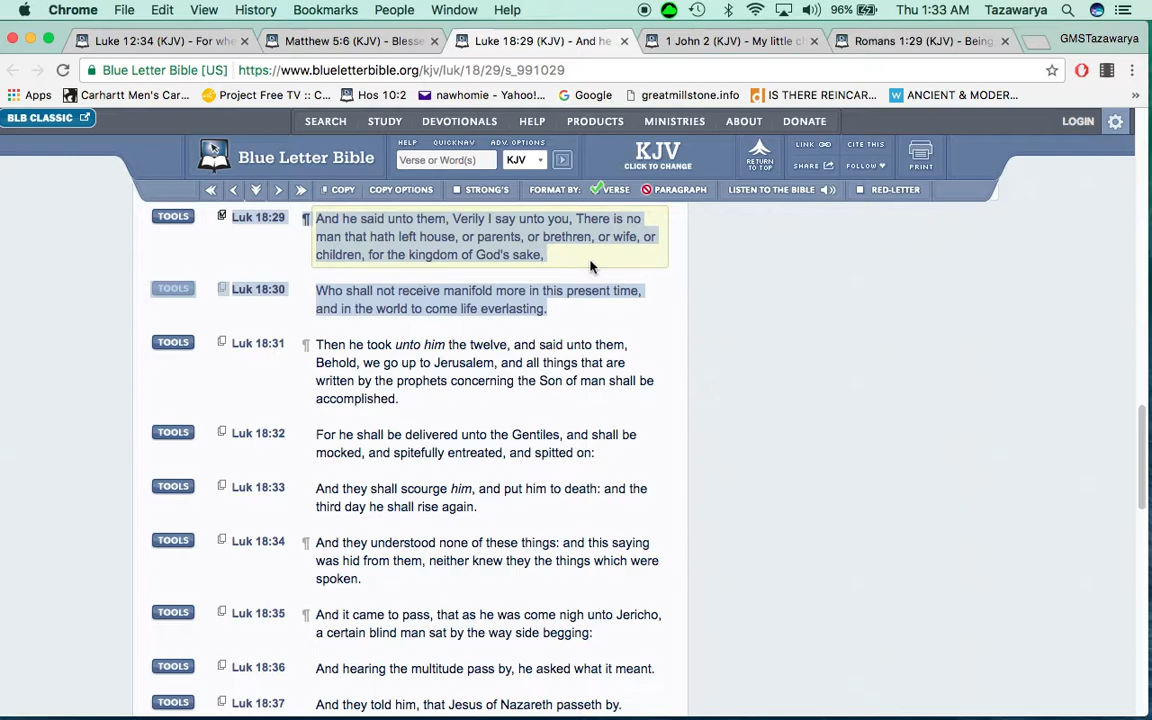 Chrome File Edit View History Bookmarks People Window Help 96% Thu 1:33 AM Tazawarya
Luke 12:34 (KJV) - For whe Matthew 5:6 (KJV) - Blesse Luke 18:29 (KJV) - And he 1 John 2 (KJV) - My little c Romans 1:29 (KJV) - Being GMSTazawarya
Blue Letter Bible [US] https://www.blueletterbible.org/kjv/luk/18/29/s_991029
Apps Carhartt Men's Car... Project Free TV :: C... Hos 10:2 nawhomie - Yahoo!... Google greatmillstone.info IS THERE REINCAR... ANCIENT & MODER... »
BLB CLASSIC SEARCH STUDY DEVOTIONALS HELP PRODUCTS MINISTRIES ABOUT DONATE LOGIN
HELP QUICKNAV ADV. OPTIONS
Blue Letter Bible Verse or Word(s) KJV KJV CLICK TO CHANGE RETURN TO TOP LINK CITE THIS SHARE FOLLOW PRINT
COPY COPY OPTIONS STRONG'S FORMAT BY: VERSE PARAGRAPH LISTEN TO THE BIBLE RED-LETTER
TOOLS Luk 18:29 ¶ And he said unto them, Verily I say unto you, There is no
man that hath left house, or parents, or brethren, or wife, or
children, for the kingdom of God's sake,
TOOLS Luk 18:30 Who shall not receive manifold more in this present time,
and in the world to come life everlasting.
TOOLS Luk 18:31 ¶ Then he took unto him the twelve, and said unto them,
Behold, we go up to Jerusalem, and all things that are
written by the prophets concerning the Son of man shall be
accomplished.
TOOLS Luk 18:32 For he shall be delivered unto the Gentiles, and shall be
mocked, and spitefully entreated, and spitted on:
TOOLS Luk 18:33 And they shall scourge him, and put him to death: and the
third day he shall rise again.
TOOLS Luk 18:34 ¶ And they understood none of these things: and this saying
was hid from them, neither knew they the things which were
spoken.
TOOLS Luk 18:35 ¶ And it came to pass, that as he was come nigh unto Jericho,
a certain blind man sat by the way side begging:
TOOLS Luk 18:36 And hearing the multitude pass by, he asked what it meant.
TOOLS Luk 18:37 And they told him, that Jesus of Nazareth passeth by.